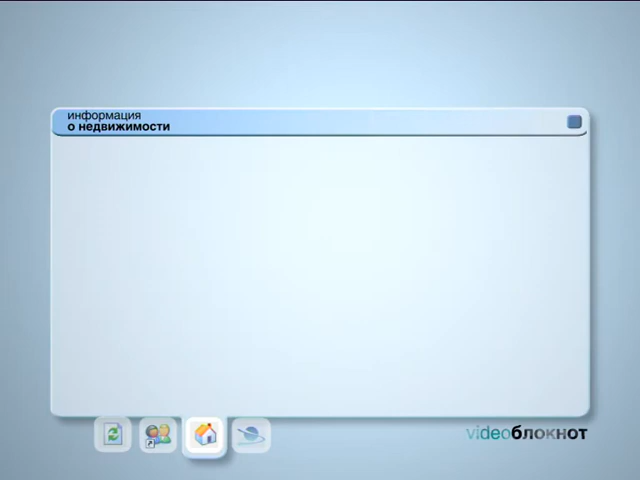 информация
о недвижимости
videoблокнот